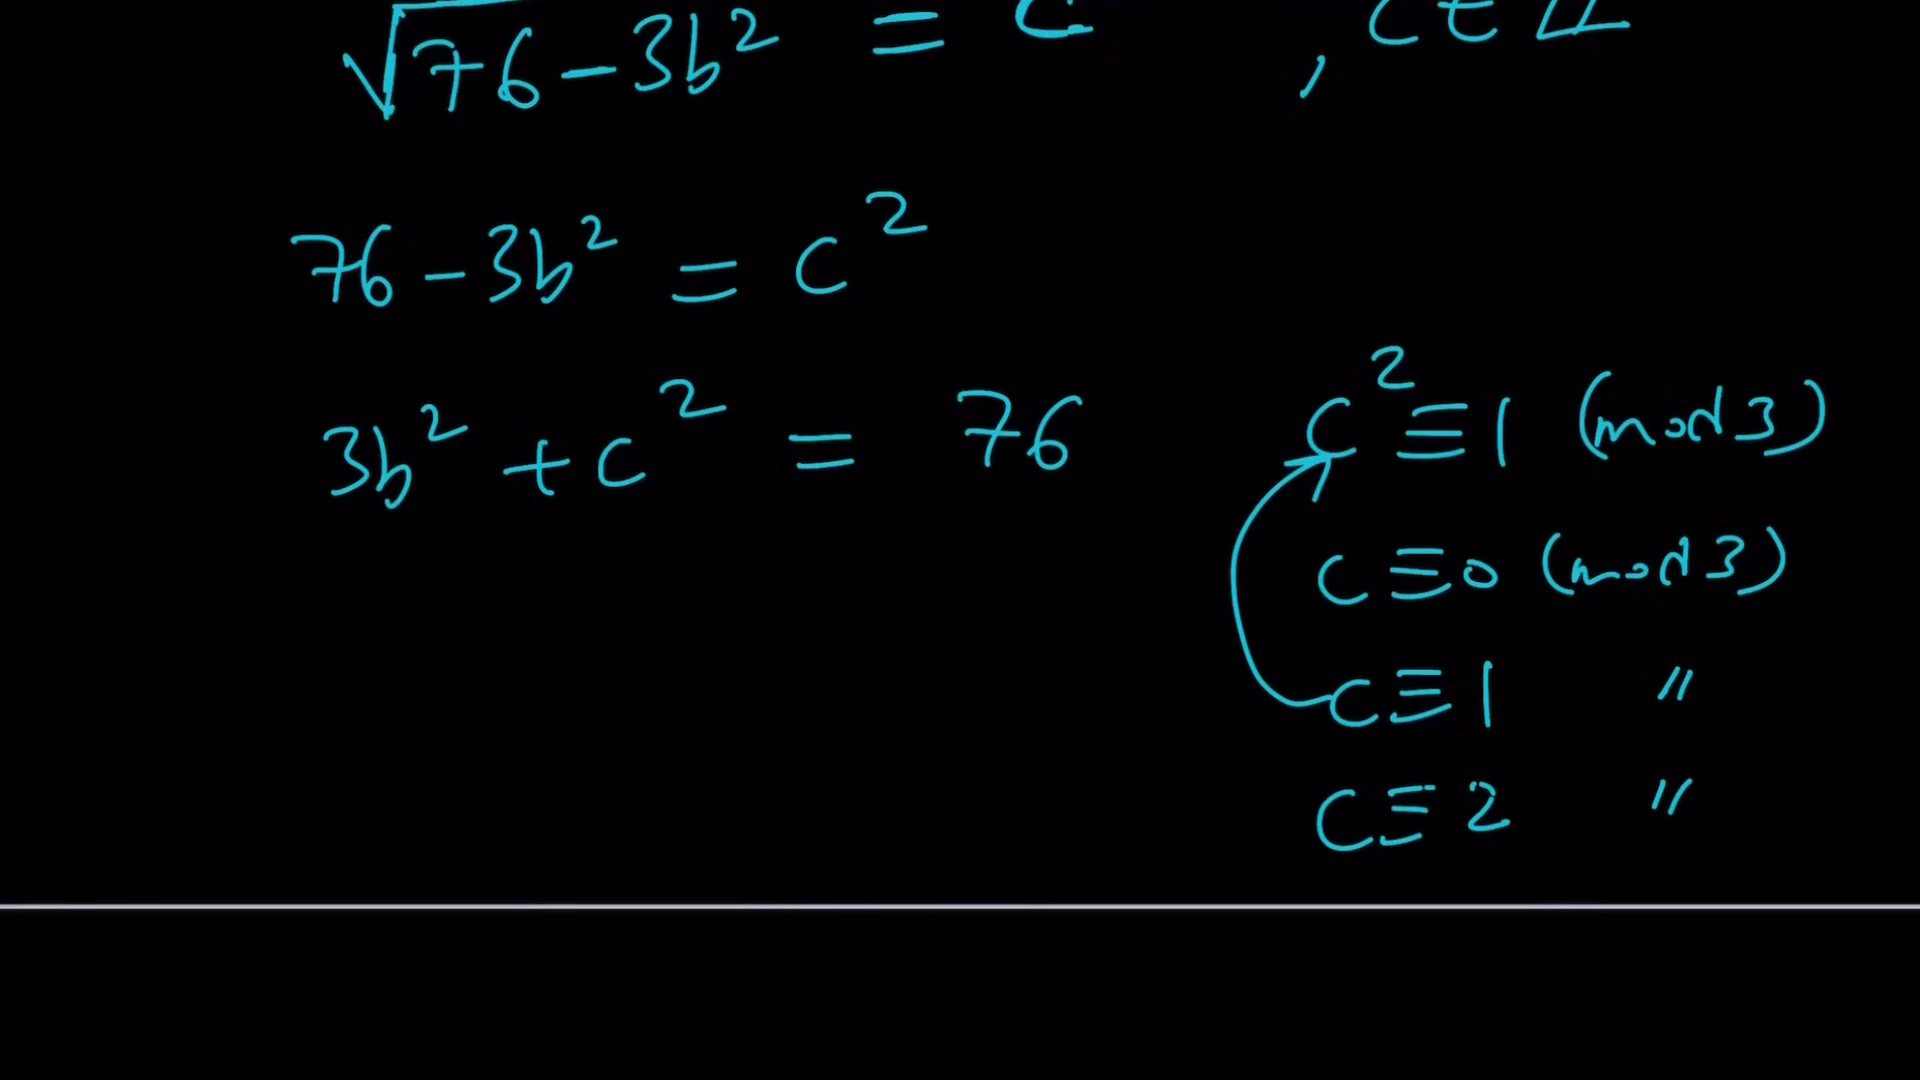 √76-3b² = c , c ∈ ℤ
76-3b² = c²
3b² + c² = 76
c² ≡ 1 (mod 3)
c ≡ 0 (mod 3)
c ≡ 1 〃
c ≡ 2 〃